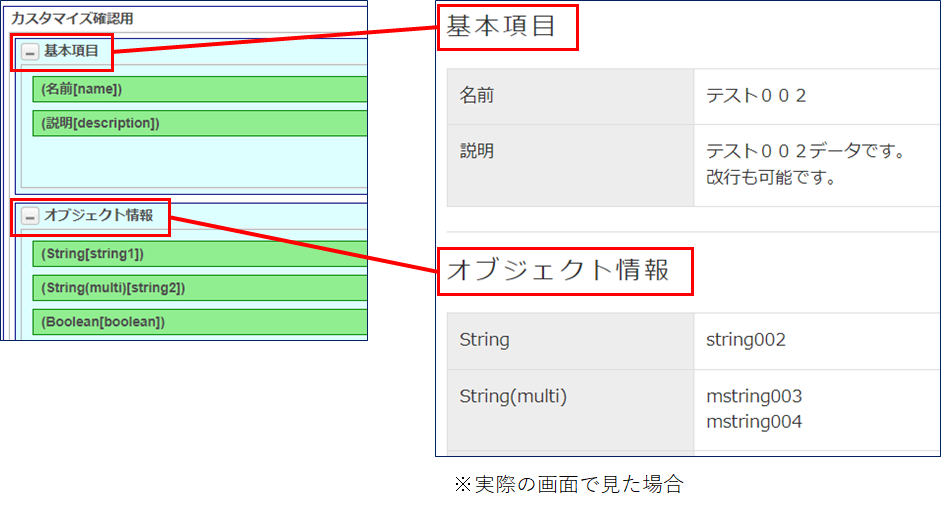 カスタマイズ確認用
基本項目
(名前[name])
(説明[description])
オブジェクト情報
(String[string1])
(String(multi)[string2])
(Boolean[boolean])
基本項目
名前 テスト００２
説明 テスト００２データです。
改行も可能です。
オブジェクト情報
String string002
String(multi) mstring003
mstring004
※実際の画面で見た場合